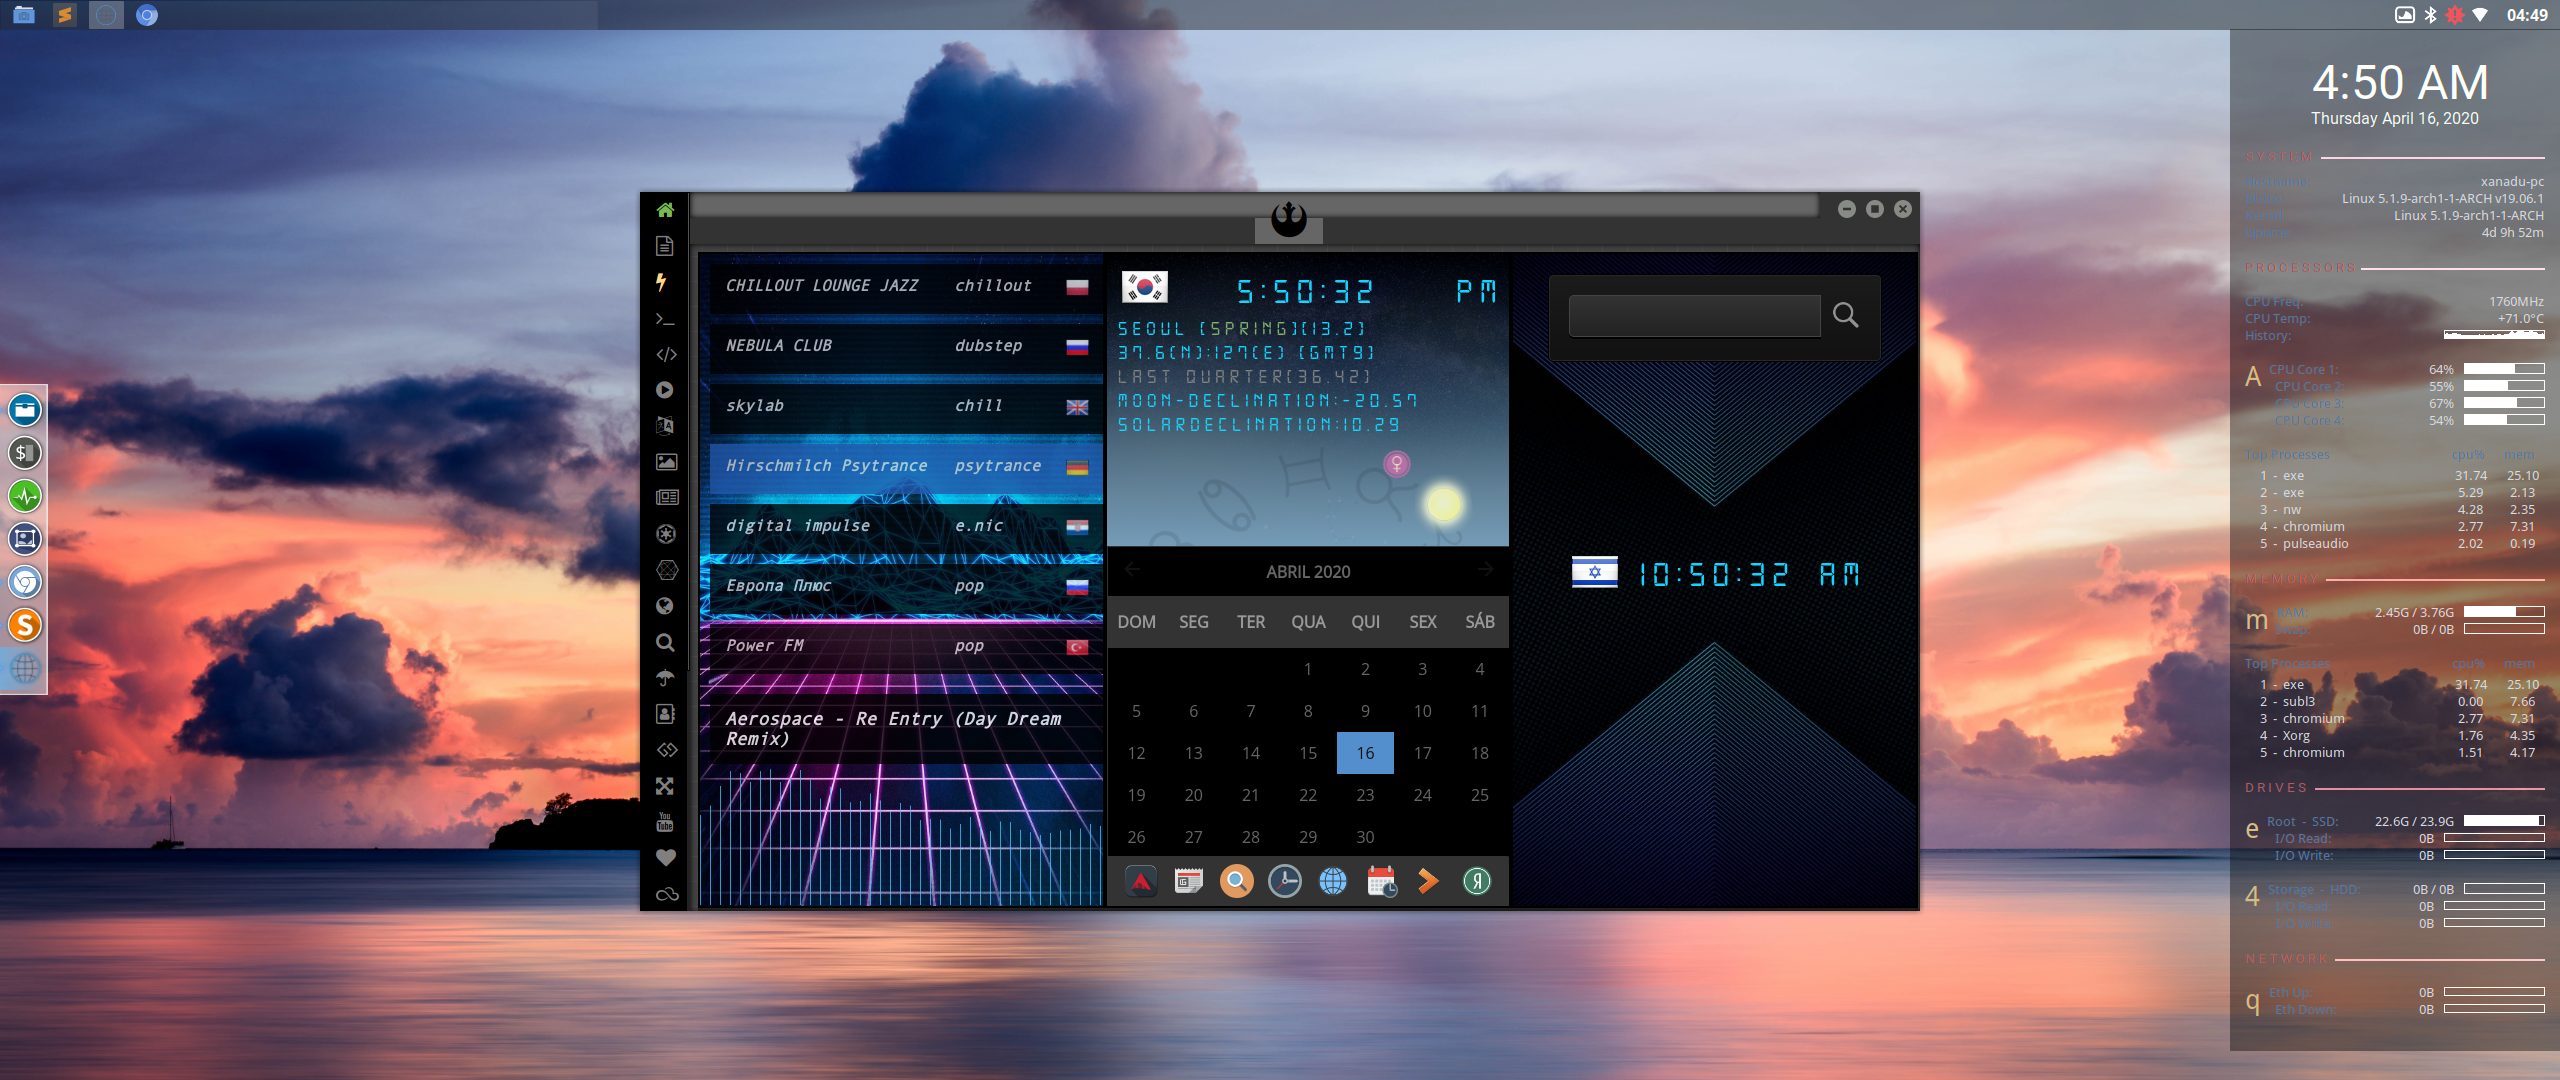 04:49
4:50 AM
Thursday April 16, 2020
SYSTEM
xanadu-pc
Linux 5.1.9-arch1-1-ARCH v19.06.1
Linux 5.1.9-arch1-1-ARCH
4d 9h 52m
PROCESSORS
CPU Freq: 1760MHz
CPU Temp: +71.0°C
History:
A CPU Core 1: 64%
CPU Core 2: 55%
CPU Core 3: 67%
CPU Core 4: 54%
Top Processes cpu% mem
1 - exe 31.74 25.10
2 - exe 5.29 2.13
3 - nw 4.28 2.35
4 - chromium 2.77 7.31
5 - pulseaudio 2.02 0.19
MEMORY
m RAM: 2.45G / 3.76G
Swap: 0B / 0B
Top Processes cpu% mem
1 - exe 31.74 25.10
2 - subl3 0.00 7.66
3 - chromium 2.77 7.31
4 - Xorg 1.76 4.35
5 - chromium 1.51 4.17
DRIVES
e Root - SSD: 22.6G / 23.9G
I/O Read: 0B
I/O Write: 0B
4 Storage - HDD: 0B / 0B
I/O Read: 0B
I/O Write: 0B
NETWORK
q Eth Up: 0B
Eth Down: 0B
CHILLOUT LOUNGE JAZZ chillout
NEBULA CLUB dubstep
skylab chill
Hirschmilch Psytrance psytrance
digital impulse e.nic
Европа Плюс pop
Power FM pop
Aerospace - Re Entry (Day Dream
Remix)
You
Tube
5:50:32 PM
SEOUL [SPRING][13.2]
37.6(N):127(E) [GMT9]
LAST QUARTER[36.42]
MOON-DECLINATION:-20.57
SOLARDECLINATION:10.29
ABRIL 2020
DOM SEG TER QUA QUI SEX SÁB
1 2 3 4
5 6 7 8 9 10 11
12 13 14 15 16 17 18
19 20 21 22 23 24 25
26 27 28 29 30
10:50:32 AM